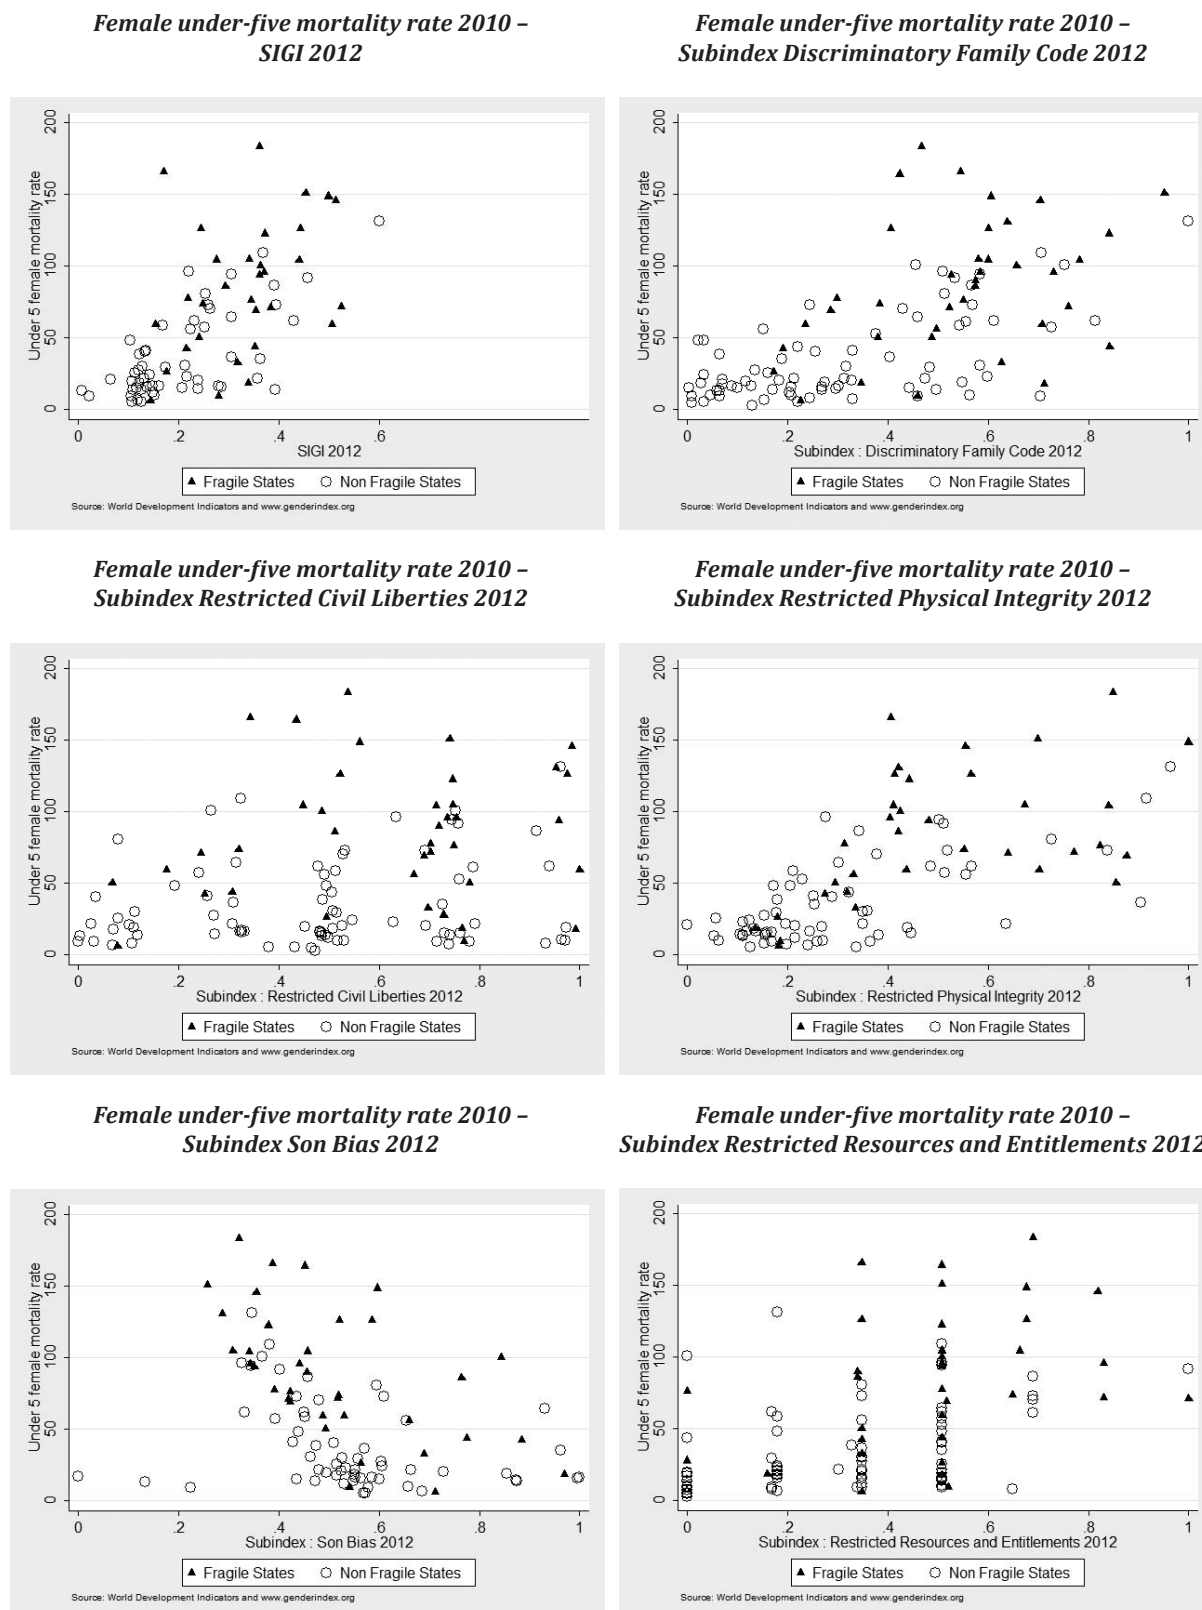 Female under-five mortality rate 2010 –
SIGI 2012
Under 5 female mortality rate
200
150
100
50
0
0 .2 .4 .6
SIGI 2012
Fragile States Non Fragile States
Source: World Development Indicators and www.genderindex.org
Female under-five mortality rate 2010 –
Subindex Discriminatory Family Code 2012
Under 5 female mortality rate
200
150
100
50
0
0 .2 .4 .6 .8 1
Subindex : Discriminatory Family Code 2012
Fragile States Non Fragile States
Source: World Development Indicators and www.genderindex.org
Female under-five mortality rate 2010 –
Subindex Restricted Civil Liberties 2012
Under 5 female mortality rate
200
150
100
50
0
0 .2 .4 .6 .8 1
Subindex : Restricted Civil Liberties 2012
Fragile States Non Fragile States
Source: World Development Indicators and www.genderindex.org
Female under-five mortality rate 2010 –
Subindex Restricted Physical Integrity 2012
Under 5 female mortality rate
200
150
100
50
0
0 .2 .4 .6 .8 1
Subindex : Restricted Physical Integrity 2012
Fragile States Non Fragile States
Source: World Development Indicators and www.genderindex.org
Female under-five mortality rate 2010 –
Subindex Son Bias 2012
Under 5 female mortality rate
200
150
100
50
0
0 .2 .4 .6 .8 1
Subindex : Son Bias 2012
Fragile States Non Fragile States
Source: World Development Indicators and www.genderindex.org
Female under-five mortality rate 2010 –
Subindex Restricted Resources and Entitlements 2012
Under 5 female mortality rate
200
150
100
50
0
0 .2 .4 .6 .8 1
Subindex : Restricted Resources and Entitlements 2012
Fragile States Non Fragile States
Source: World Development Indicators and www.genderindex.org